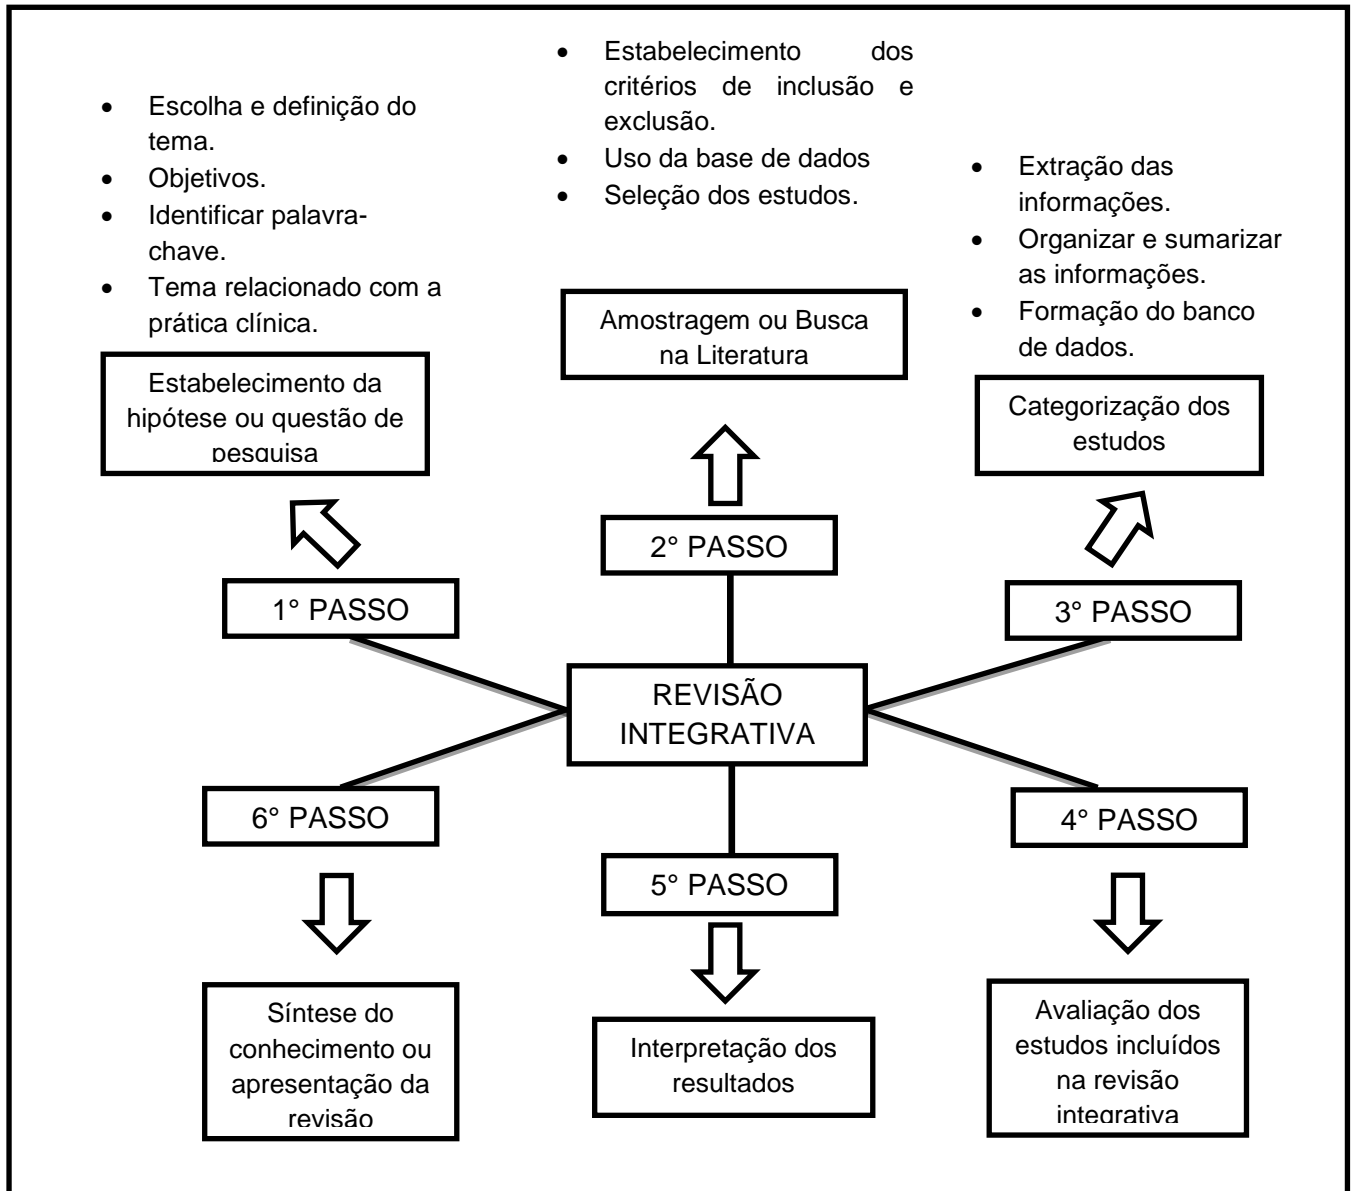 • Escolha e definição do
tema.
• Objetivos.
• Identificar palavra-
chave.
• Tema relacionado com a
prática clínica.
Estabelecimento da
hipótese ou questão de
pesquisa
• Estabelecimento dos
critérios de inclusão e
exclusão.
• Uso da base de dados
• Seleção dos estudos.
Amostragem ou Busca
na Literatura
• Extração das
informações.
• Organizar e sumarizar
as informações.
• Formação do banco
de dados.
Categorização dos
estudos
1° PASSO
2° PASSO
3° PASSO
REVISÃO
INTEGRATIVA
6° PASSO
5° PASSO
4° PASSO
Síntese do
conhecimento ou
apresentação da
revisão
Interpretação dos
resultados
Avaliação dos
estudos incluídos
na revisão
integrativa